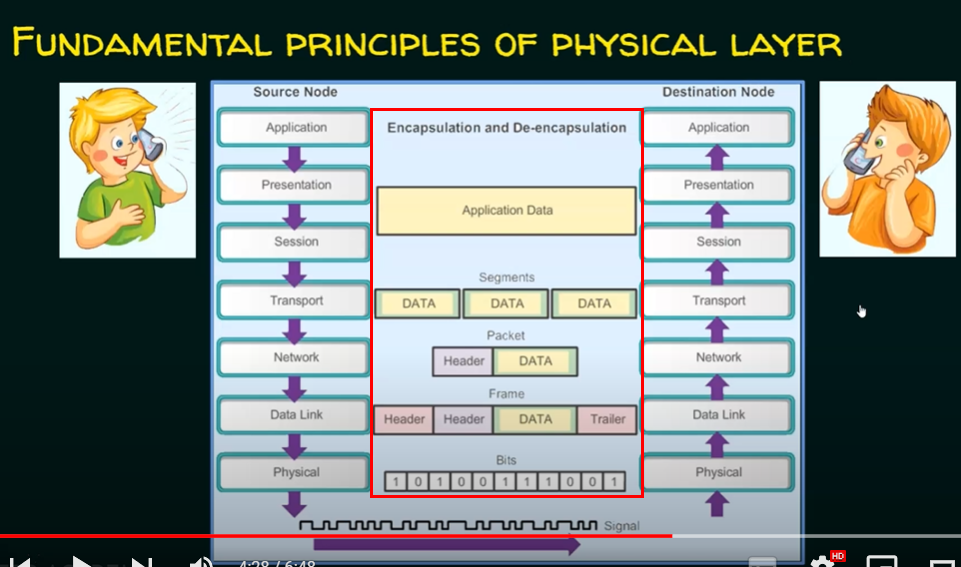 FUNDAMENTAL PRINCIPLES OF PHYSICAL LAYER
Source Node
Destination Node
Application
Encapsulation and De-encapsulation
Application
Presentation
Presentation
Application Data
Session
Session
Segments
Transport
DATA DATA DATA
Transport
Packet
Network
Header DATA
Network
Frame
Data Link
Header Header DATA Trailer
Data Link
Bits
Physical
1 0 1 0 0 1 1 1 0 0 1
Physical
Signal
4:28 / 6:48
HD